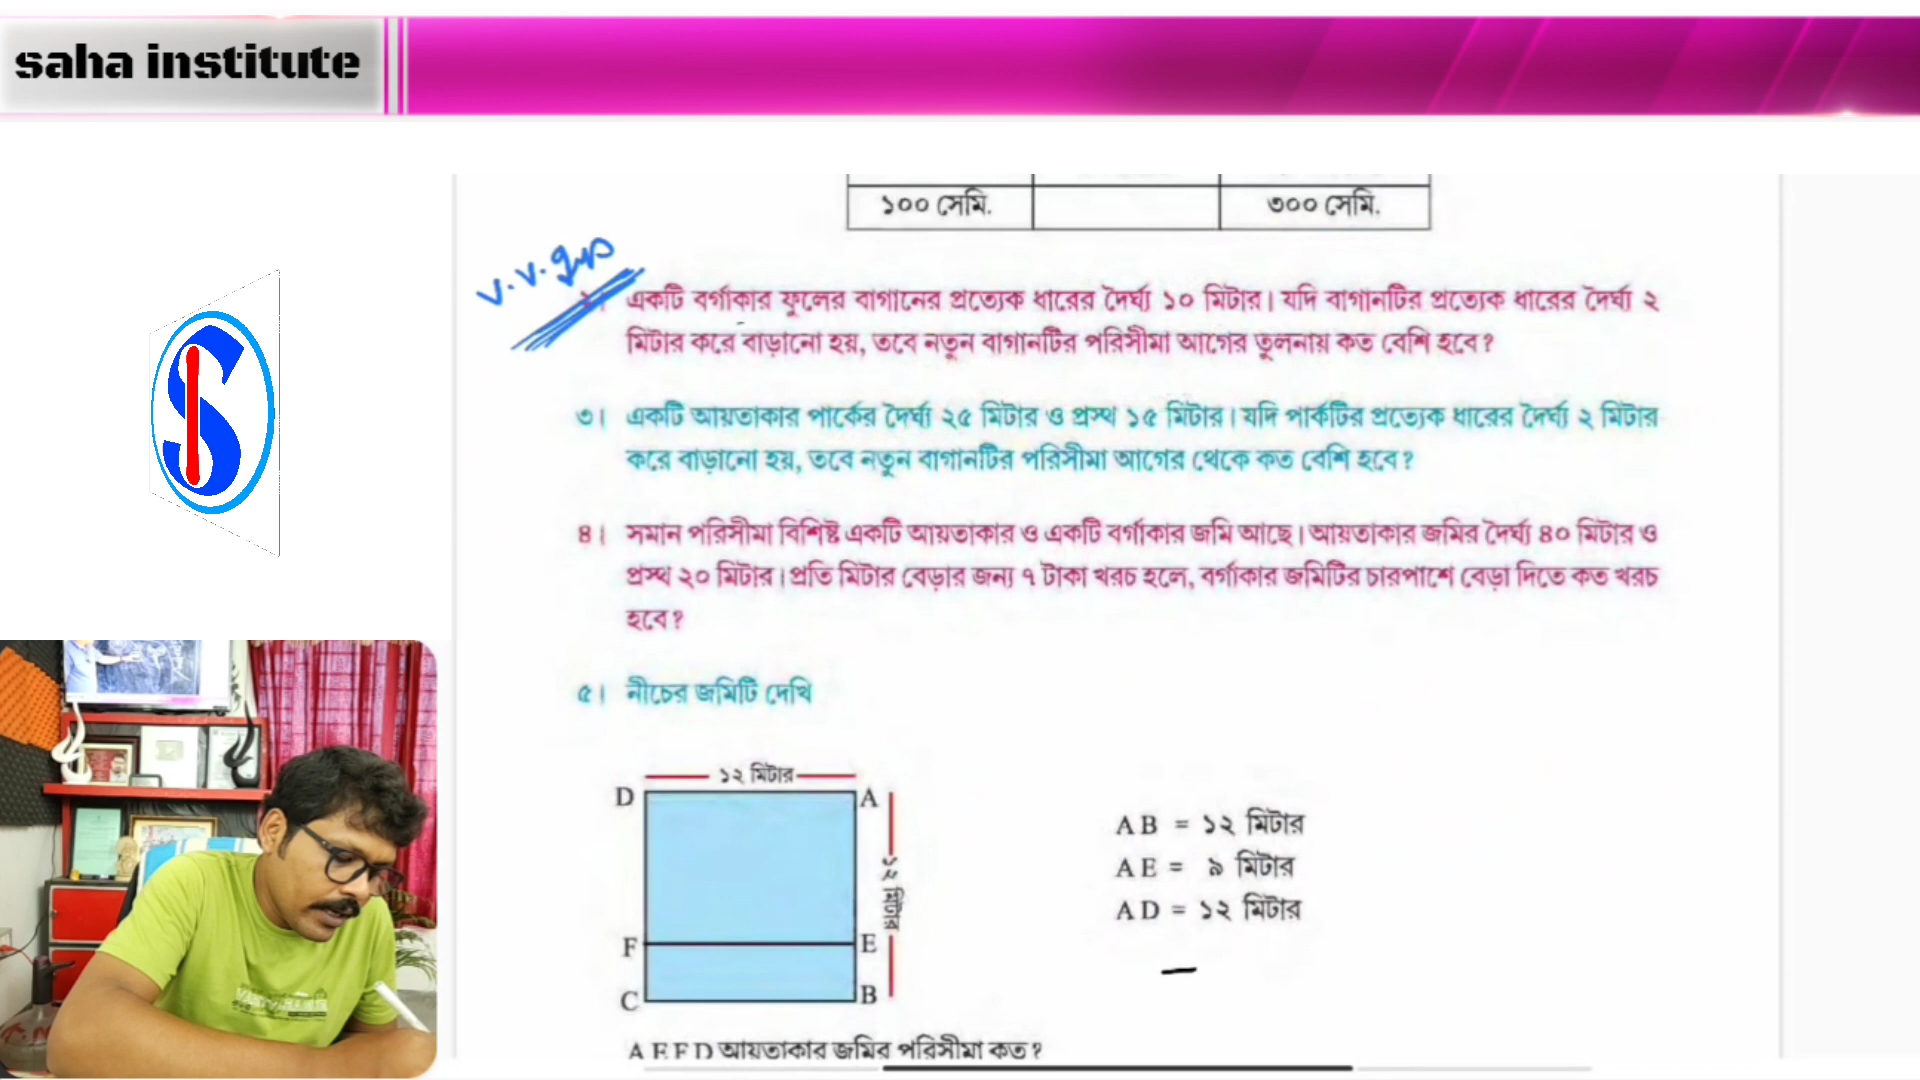 saha institute
১০০ সেমি. ৩০০ সেমি.
v.v. gmp
একটি বর্গাকার ফুলের বাগানের প্রত্যেক ধারের দৈর্ঘ্য ১০ মিটার। যদি বাগানটির প্রত্যেক ধারের দৈর্ঘ্য ২
মিটার করে বাড়ানো হয়, তবে নতুন বাগানটির পরিসীমা আগের তুলনায় কত বেশি হবে?
৩। একটি আয়তাকার পার্কের দৈর্ঘ্য ২৫ মিটার ও প্রস্থ ১৫ মিটার। যদি পার্কটির প্রত্যেক ধারের দৈর্ঘ্য ২ মিটার
করে বাড়ানো হয়, তবে নতুন বাগানটির পরিসীমা আগের থেকে কত বেশি হবে?
৪। সমান পরিসীমা বিশিষ্ট একটি আয়তাকার ও একটি বর্গাকার জমি আছে। আয়তাকার জমির দৈর্ঘ্য ৪০ মিটার ও
প্রস্থ ২০ মিটার। প্রতি মিটার বেড়ার জন্য ৭ টাকা খরচ হলে, বর্গাকার জমিটির চারপাশে বেড়া দিতে কত খরচ
হবে?
৫। নীচের জমিটি দেখি
১২ মিটার
D A
১২ মিটার
F E
C B
AB = ১২ মিটার
AE = ৯ মিটার
AD = ১২ মিটার
AEFD আয়তাকার জমির পরিসীমা কত?